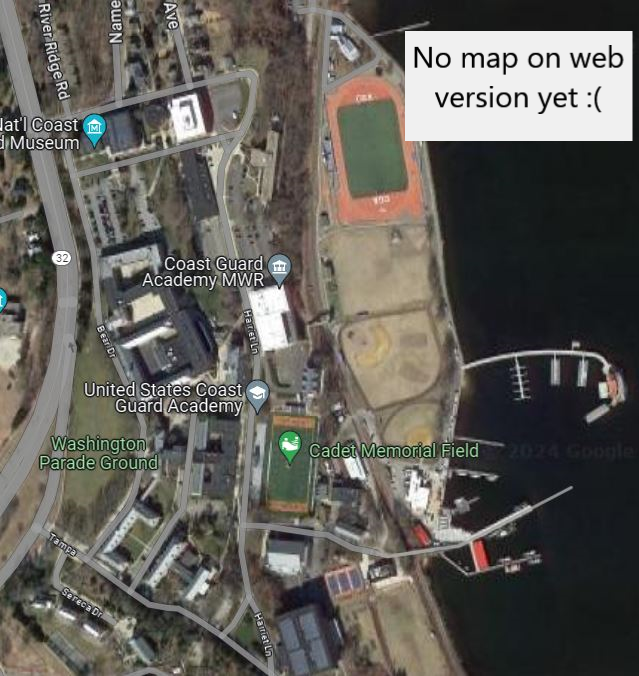 River Ridge Rd
Name
Ave
No map on web
version yet :(
Nat'l Coast
d Museum
32
Coast Guard
Academy MWR
Harriet Ln
Bear Dr
United States Coast
Guard Academy
Washington
Parade Ground
Cadet Memorial Field
2024 Google
Tampa
Seneca Dr
Harriet Ln
CGA